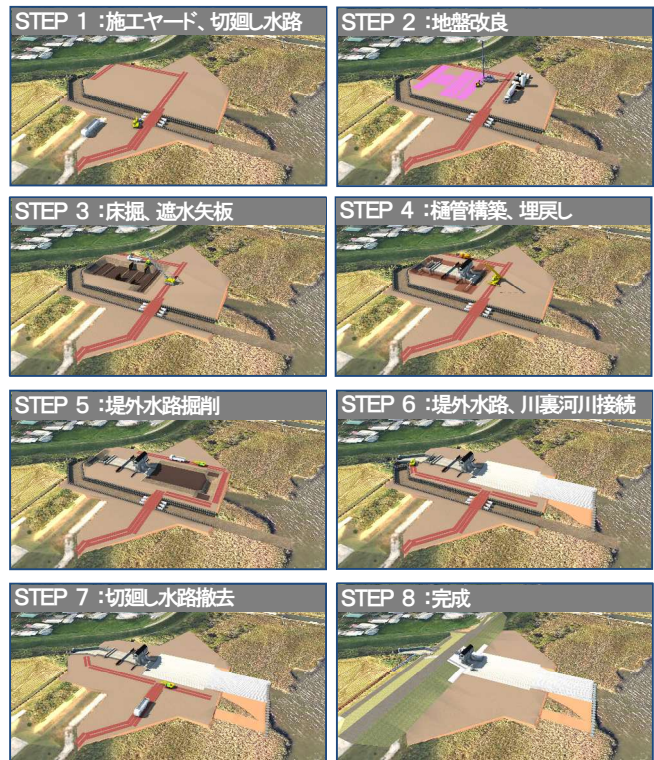 STEP 1：施工ヤード、切廻し水路
STEP 2：地盤改良
STEP 3：床掘、遮水矢板
STEP 4：樋管構築、埋戻し
STEP 5：堤外水路掘削
STEP 6：堤外水路、川裏河川接続
STEP 7：切廻し水路撤去
STEP 8：完成